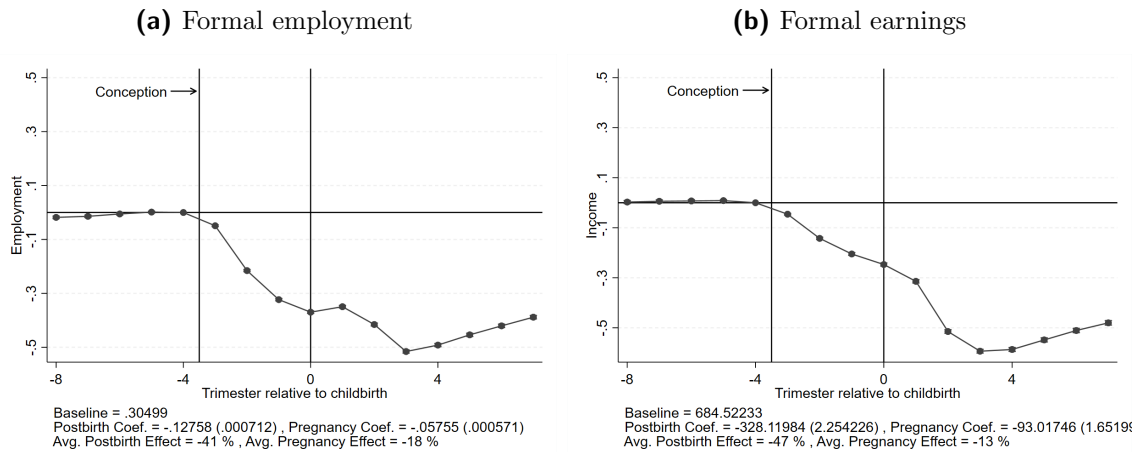 (a) Formal employment
.5
.3
.1
-.1
-.3
-.5
Employment
Conception
-8
-4
0
4
Trimester relative to childbirth
Baseline = .30499
Postbirth Coef. = -.12758 (.000712) , Pregnancy Coef. = -.05755 (.000571)
Avg. Postbirth Effect = -41 % , Avg. Pregnancy Effect = -18 %
(b) Formal earnings
.5
.3
.1
-.1
-.3
-.5
Income
Conception
-8
-4
0
4
Trimester relative to childbirth
Baseline = 684.52233
Postbirth Coef. = -328.11984 (2.254226) , Pregnancy Coef. = -93.01746 (1.65199
Avg. Postbirth Effect = -47 % , Avg. Pregnancy Effect = -13 %